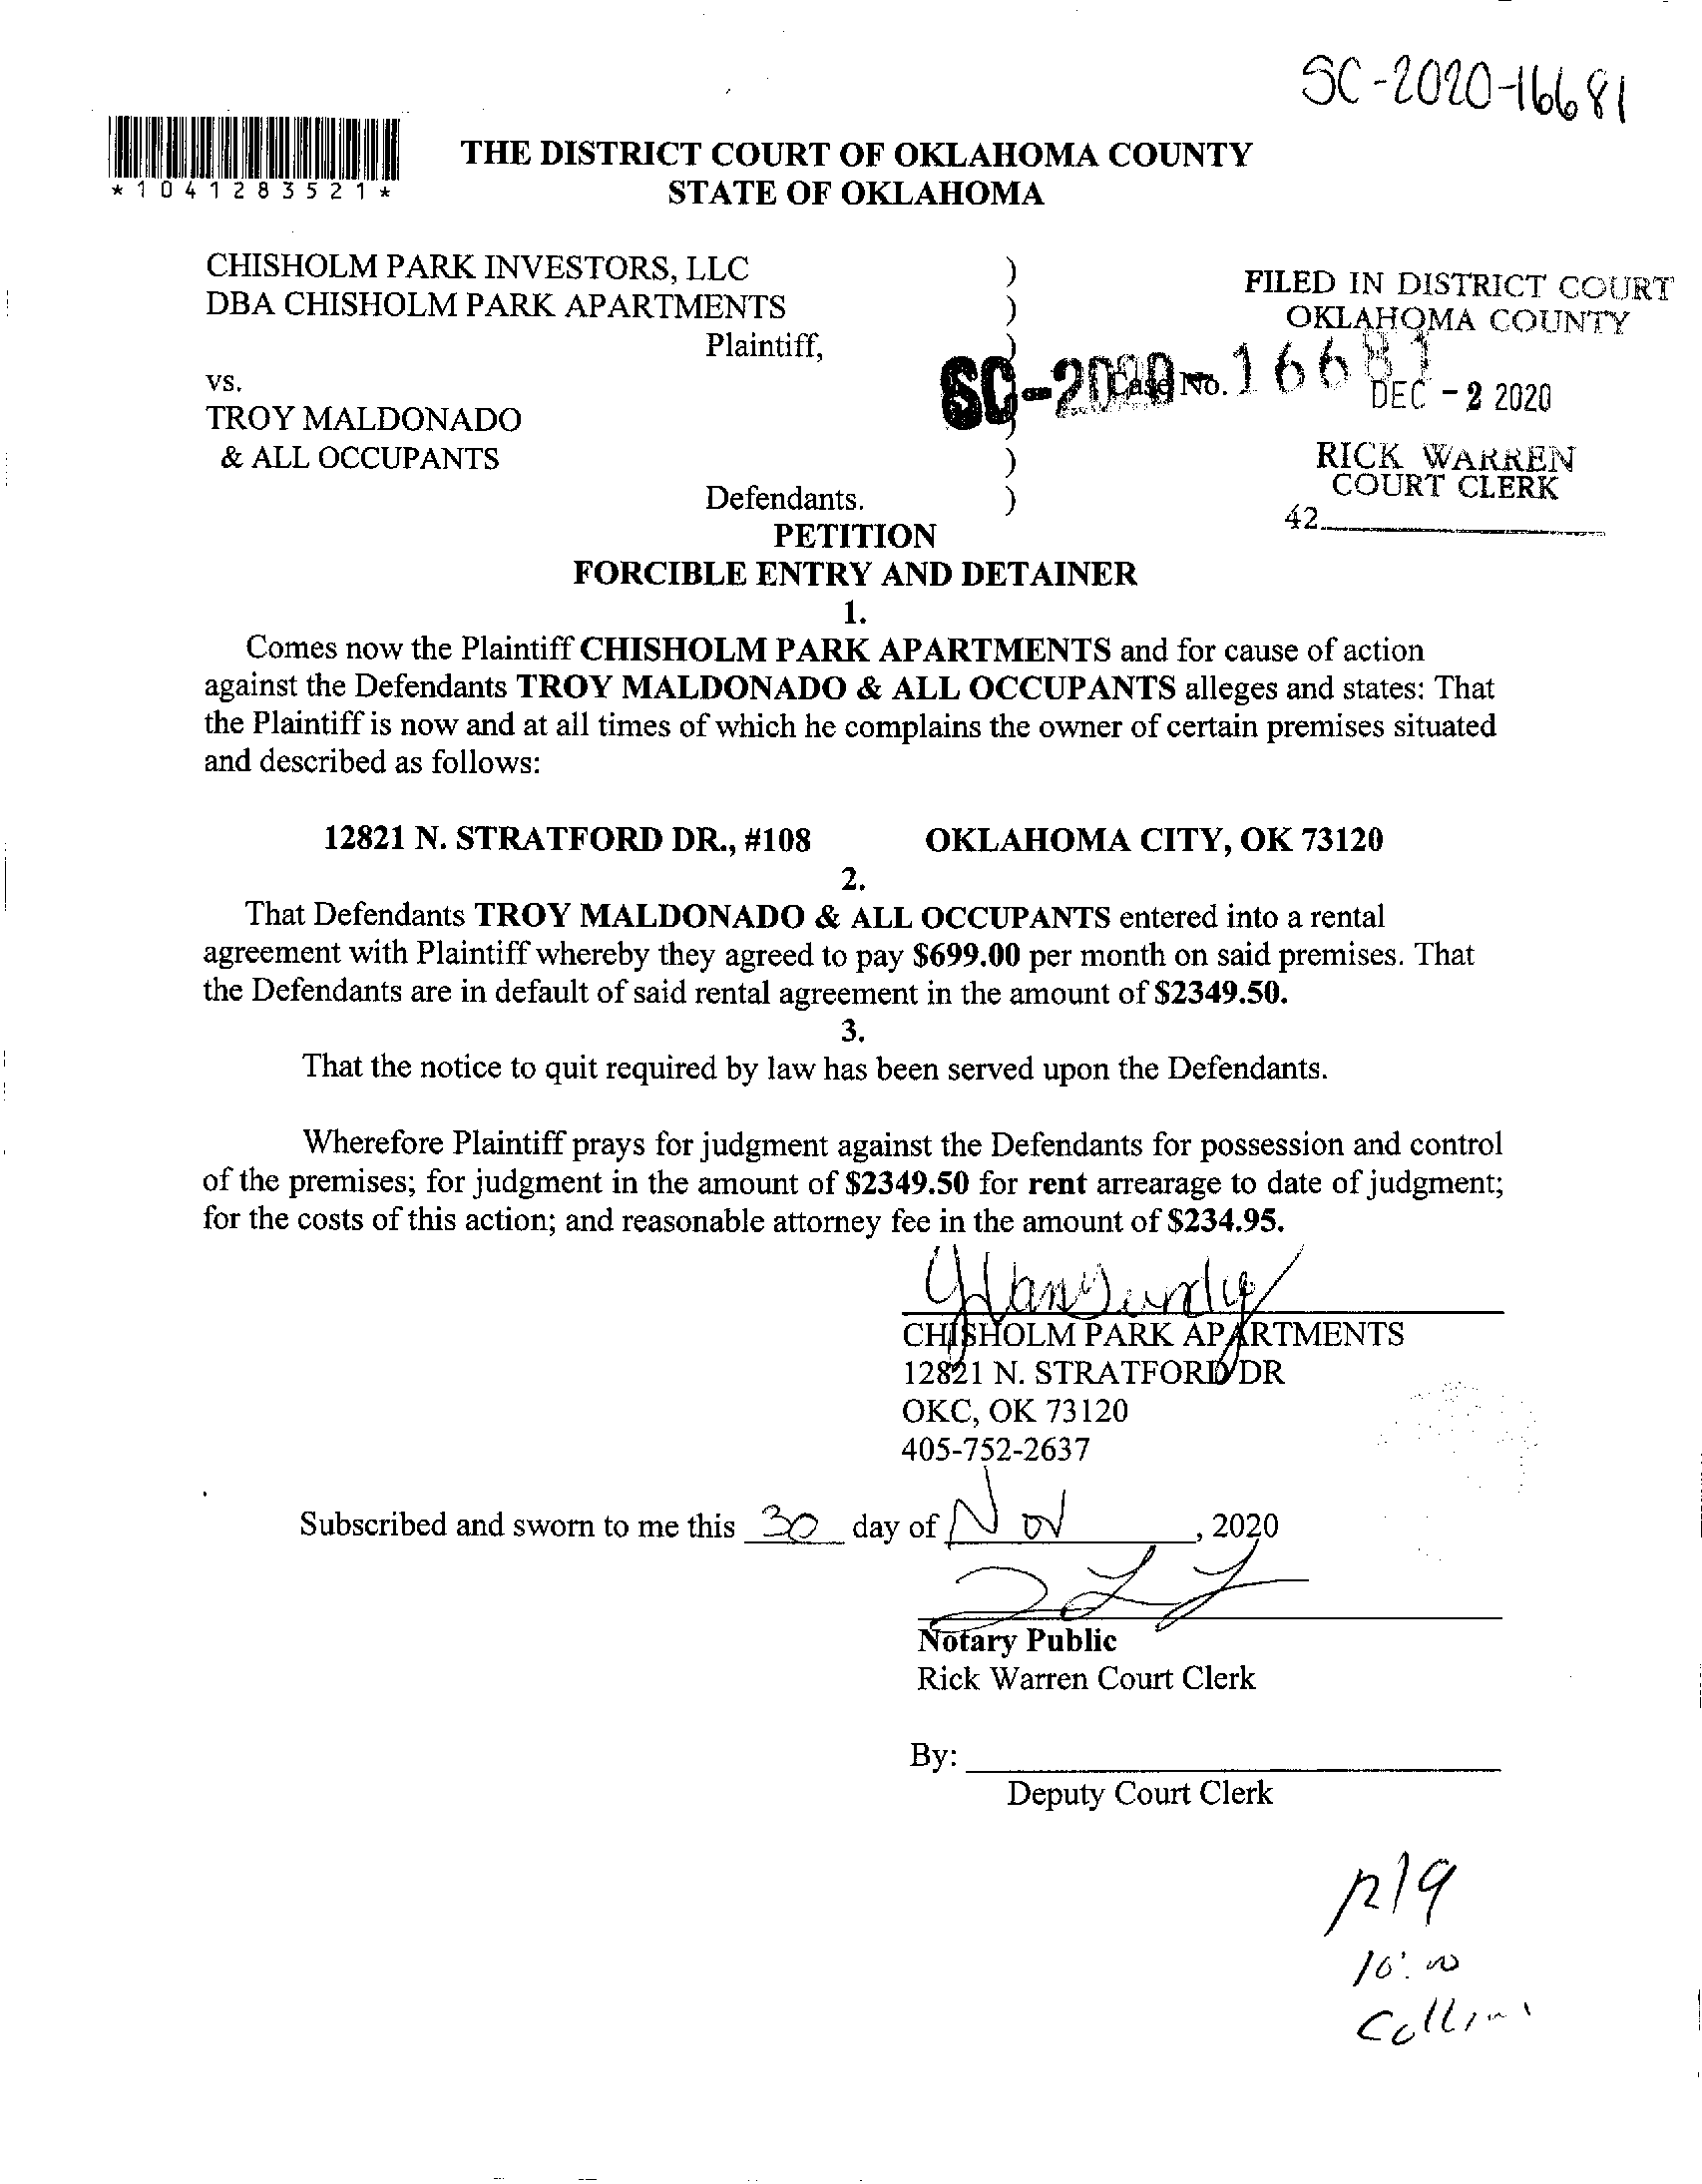 SC-2020-16681
*1041283521*
THE DISTRICT COURT OF OKLAHOMA COUNTY
STATE OF OKLAHOMA
CHISHOLM PARK INVESTORS, LLC )
DBA CHISHOLM PARK APARTMENTS )
Plaintiff, )
vs.
TROY MALDONADO
& ALL OCCUPANTS )
Defendants. )
FILED IN DISTRICT COURT
OKLAHOMA COUNTY
SC-2020- Case No. 16681
DEC - 2 2020
RICK WARREN
COURT CLERK
42
PETITION
FORCIBLE ENTRY AND DETAINER
1.
Comes now the Plaintiff CHISHOLM PARK APARTMENTS and for cause of action
against the Defendants TROY MALDONADO & ALL OCCUPANTS alleges and states: That
the Plaintiff is now and at all times of which he complains the owner of certain premises situated
and described as follows:
12821 N. STRATFORD DR., #108 OKLAHOMA CITY, OK 73120
2.
That Defendants TROY MALDONADO & ALL OCCUPANTS entered into a rental
agreement with Plaintiff whereby they agreed to pay $699.00 per month on said premises. That
the Defendants are in default of said rental agreement in the amount of $2349.50.
3.
That the notice to quit required by law has been served upon the Defendants.
Wherefore Plaintiff prays for judgment against the Defendants for possession and control
of the premises; for judgment in the amount of $2349.50 for rent arrearage to date of judgment;
for the costs of this action; and reasonable attorney fee in the amount of $234.95.
CHISHOLM PARK APARTMENTS
12821 N. STRATFORD DR
OKC, OK 73120
405-752-2637
Subscribed and sworn to me this 30 day of Nov, 2020
Notary Public
Rick Warren Court Clerk
By:
Deputy Court Clerk
10:00
Collins